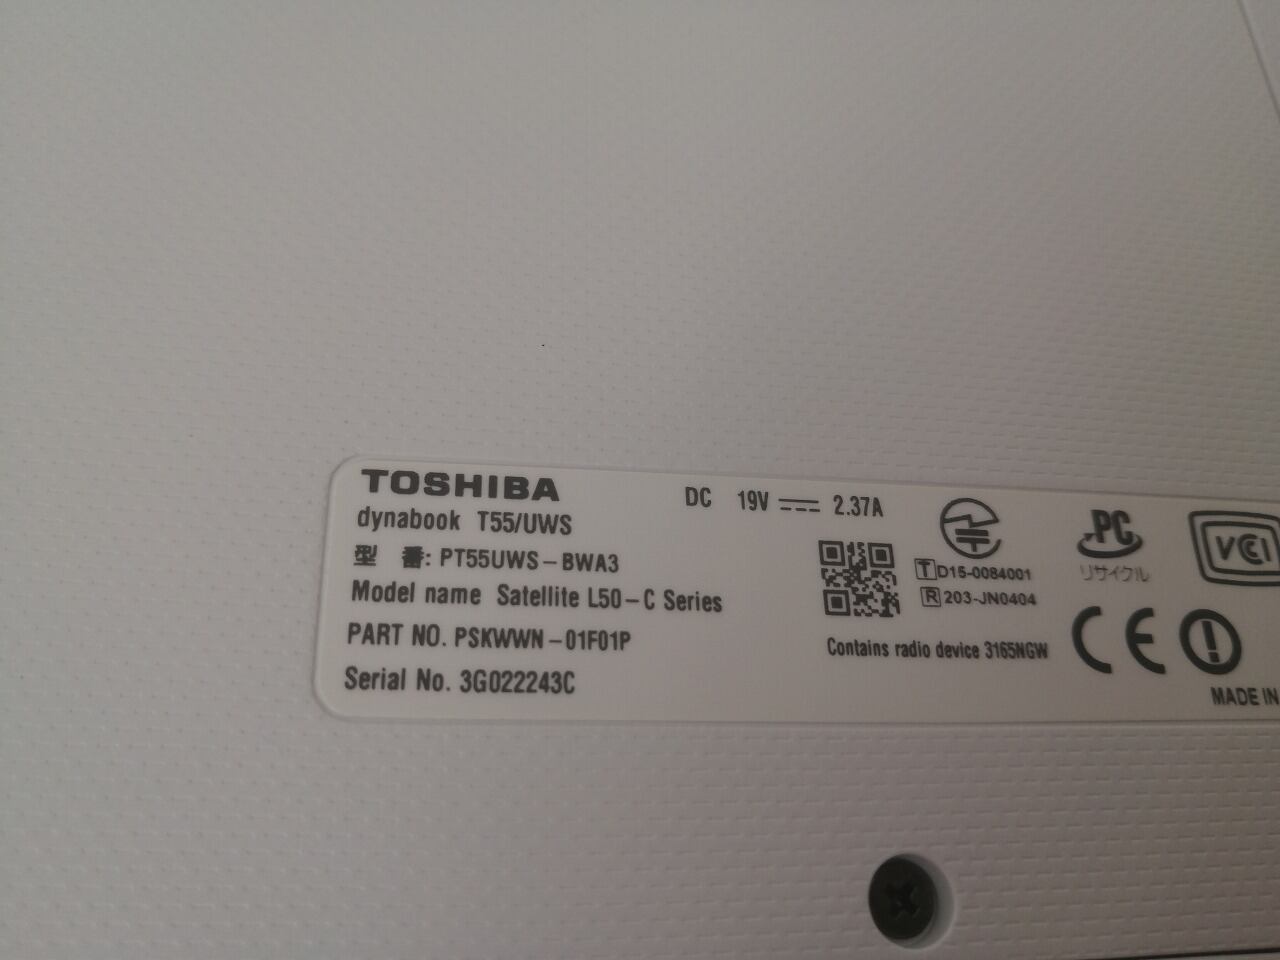 TOSHIBA
dynabook T55/UWS
型 番: PT55UWS-BWA3
Model name Satellite L50-C Series
PART NO. PSKWWN-01F01P
Serial No. 3G022243C
DC 19V 2.37A
T D15-0084001
R 203-JN0404
Contains radio device 3165NGW
PC
リサイクル
VCCI
CE
MADE IN